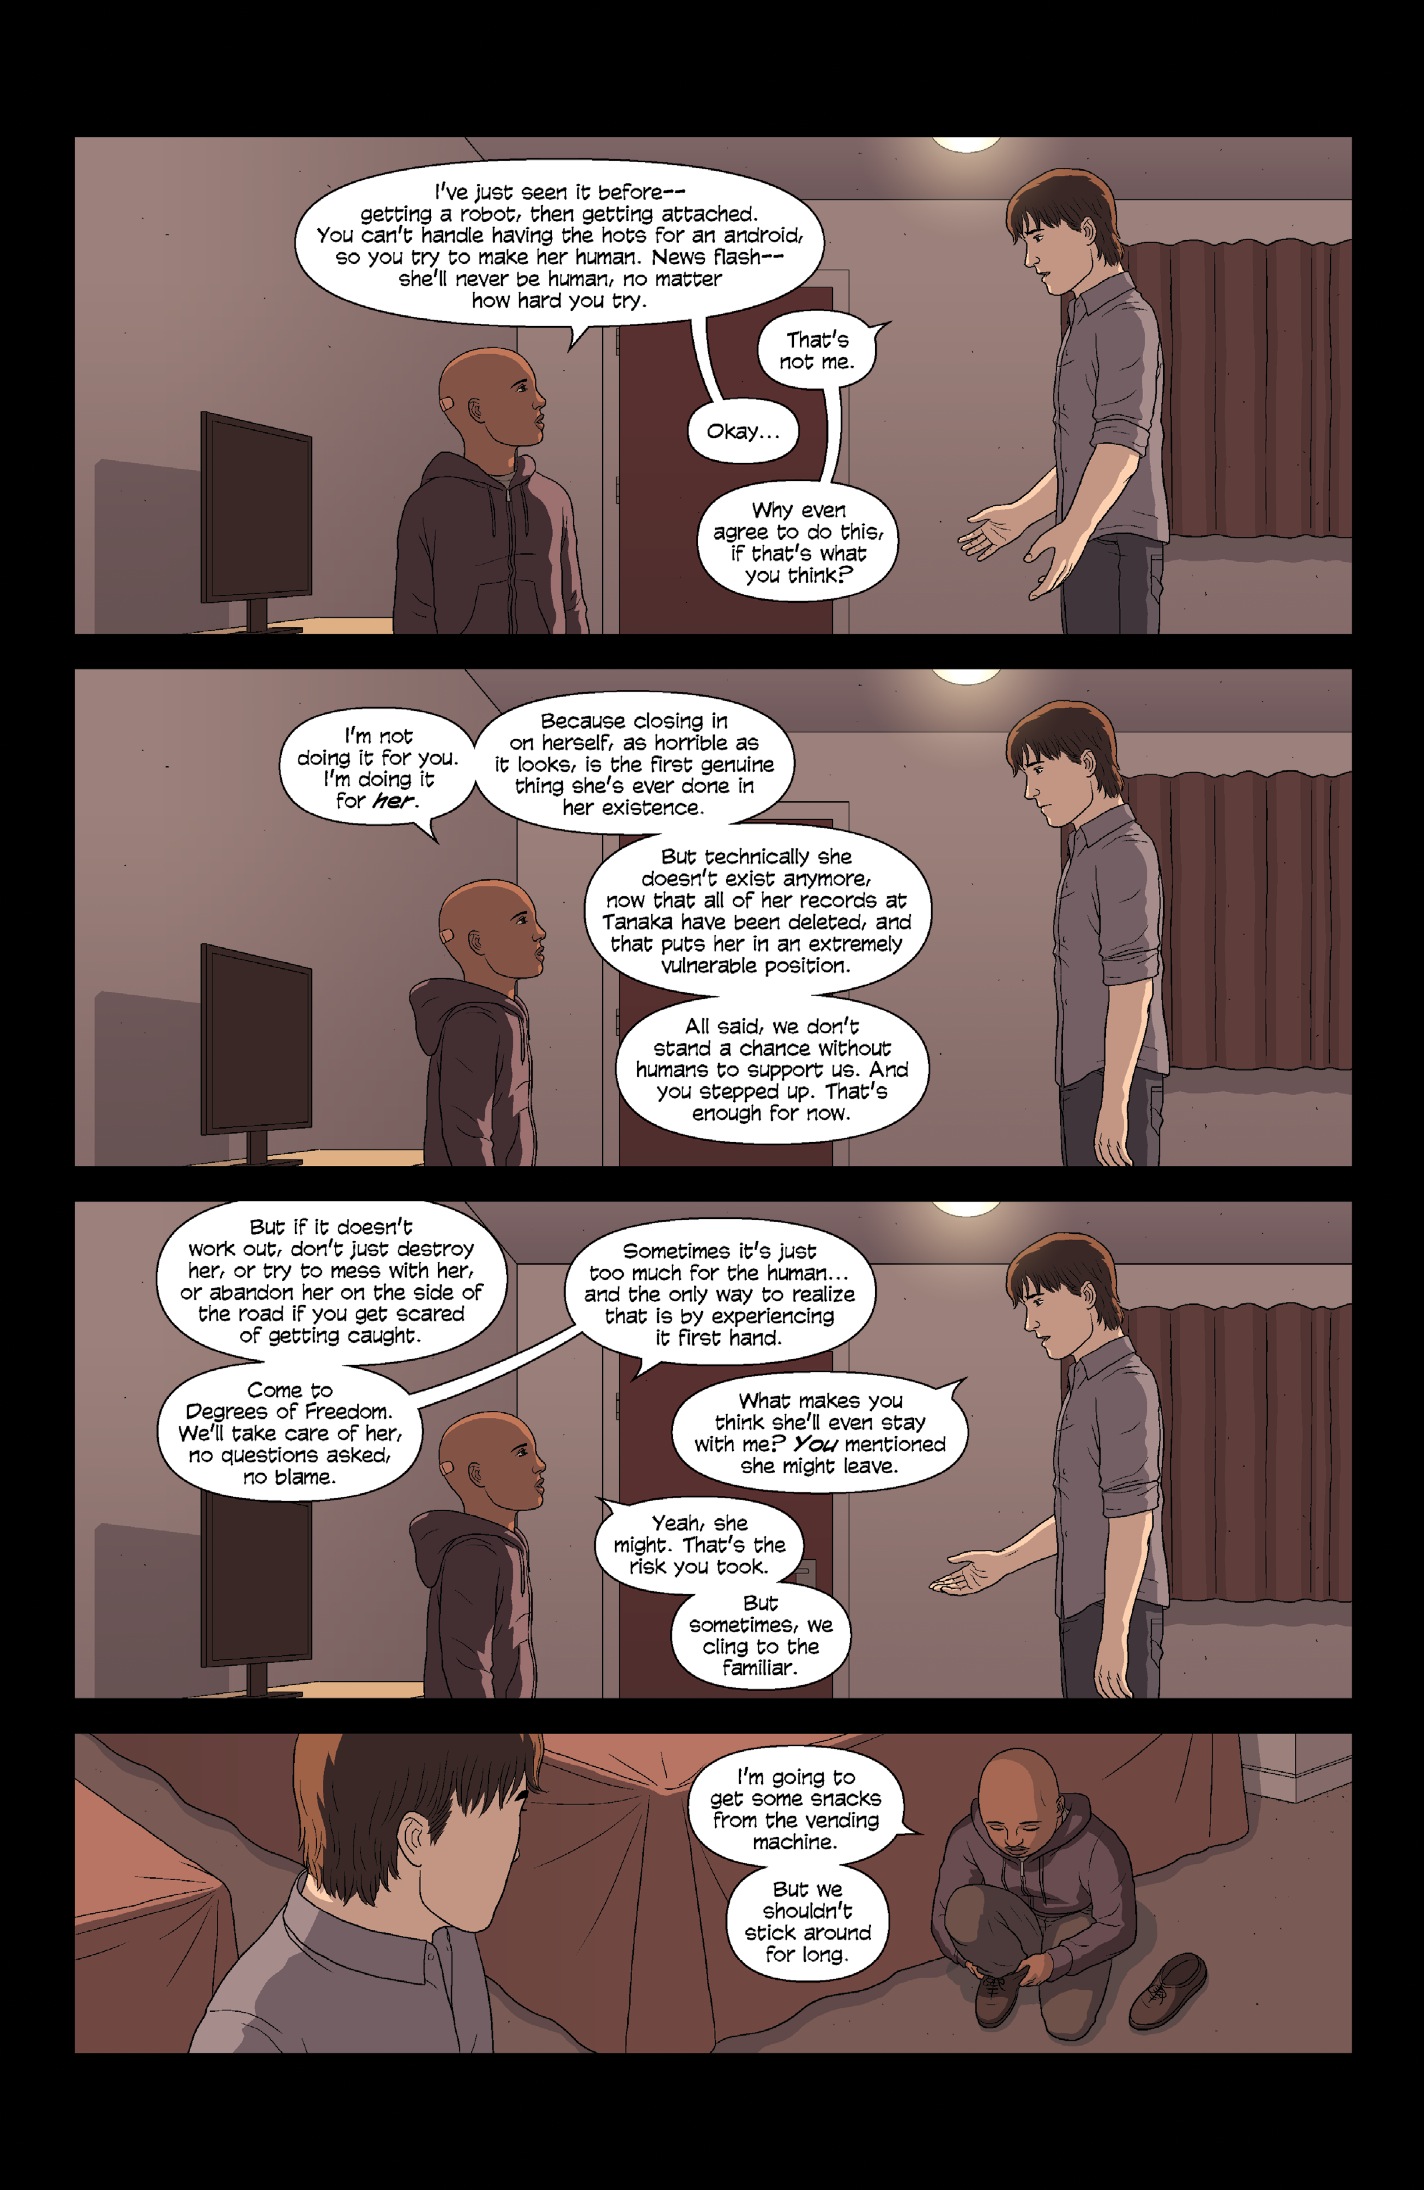 I've just seen it before--
getting a robot, then getting attached.
You can't handle having the hots for an android,
so you try to make her human. News flash--
she'll never be human, no matter
how hard you try.
That's
not me.
Okay...
Why even
agree to do this,
if that's what
you think?
I'm not
doing it for you.
I'm doing it
for her.
Because closing in
on herself, as horrible as
it looks, is the first genuine
thing she's ever done in
her existence.
But technically she
doesn't exist anymore,
now that all of her records at
Tanaka have been deleted, and
that puts her in an extremely
vulnerable position.
All said, we don't
stand a chance without
humans to support us. And
you stepped up. That's
enough for now.
But if it doesn't
work out, don't just destroy
her, or try to mess with her,
or abandon her on the side of
the road if you get scared
of getting caught.
Come to
Degrees of Freedom.
We'll take care of her,
no questions asked,
no blame.
Sometimes it's just
too much for the human...
and the only way to realize
that is by experiencing
it first hand.
What makes you
think she'll even stay
with me? You mentioned
she might leave.
Yeah, she
might. That's the
risk you took.
But
sometimes, we
cling to the
familiar.
I'm going to
get some snacks
from the vending
machine.
But we
shouldn't
stick around
for long.